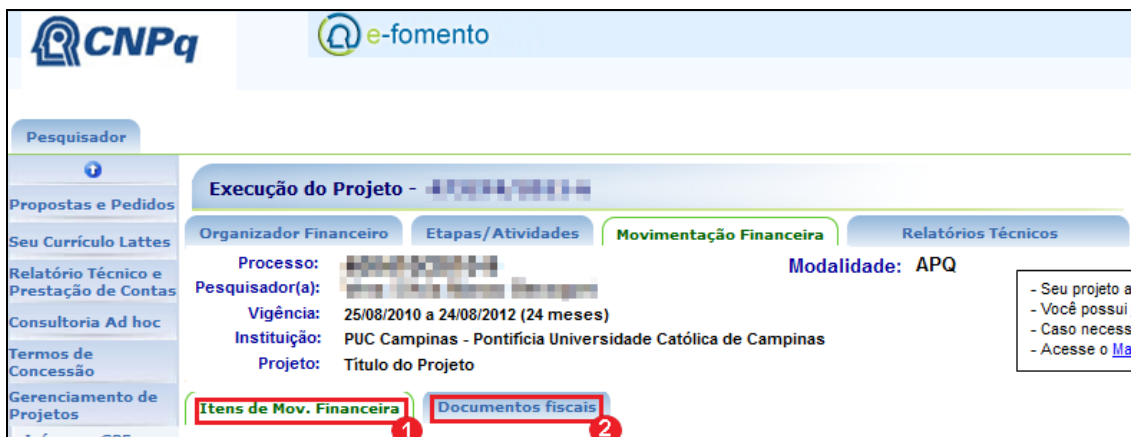 CNPq
e-fomento
Pesquisador
Execução do Projeto -
Propostas e Pedidos
Seu Currículo Lattes
Relatório Técnico e
Prestação de Contas
Consultoria Ad hoc
Termos de
Concessão
Gerenciamento de
Projetos
Organizador Financeiro
Etapas/Atividades
Movimentação Financeira
Relatórios Técnicos
Processo:
Modalidade: APQ
Pesquisador(a):
Vigência: 25/08/2010 a 24/08/2012 (24 meses)
Instituição: PUC Campinas - Pontifícia Universidade Católica de Campinas
Projeto: Título do Projeto
- Seu projeto a
- Você possui
- Caso necess
- Acesse o Ma
Itens de Mov. Financeira
1
Documentos fiscais
2